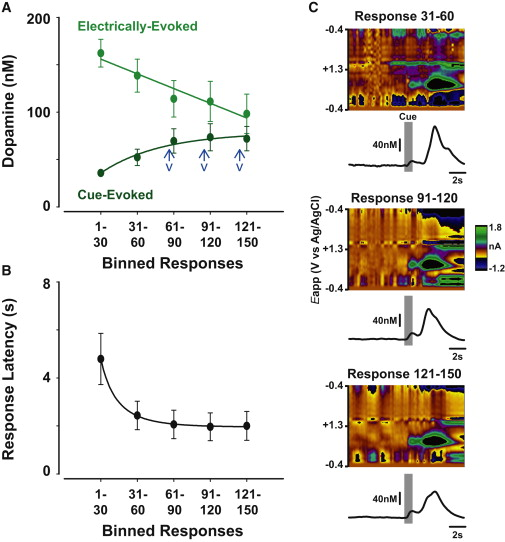 A
Electrically-Evoked
Dopamine (nM)
200
100
0
Cue-Evoked
V V V
1-30 31-60 61-90 91-120 121-150
Binned Responses
B
Response Latency (s)
8
4
0
1-30 31-60 61-90 91-120 121-150
Binned Responses
C
Response 31-60
-0.4
+1.3
-0.4
Cue
40nM
2s
Response 91-120
-0.4
+1.3
-0.4
Eapp (V vs Ag/AgCl)
1.8
nA
-1.2
40nM
2s
Response 121-150
-0.4
+1.3
-0.4
40nM
2s